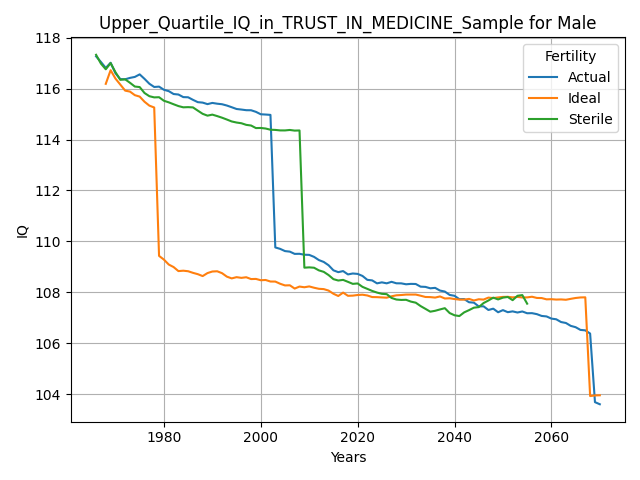 Upper_Quartile_IQ_in_TRUST_IN_MEDICINE_Sample for Male
Fertility
Actual
Ideal
Sterile
118
116
114
112
110
108
106
104
IQ
1980
2000
2020
2040
2060
Years